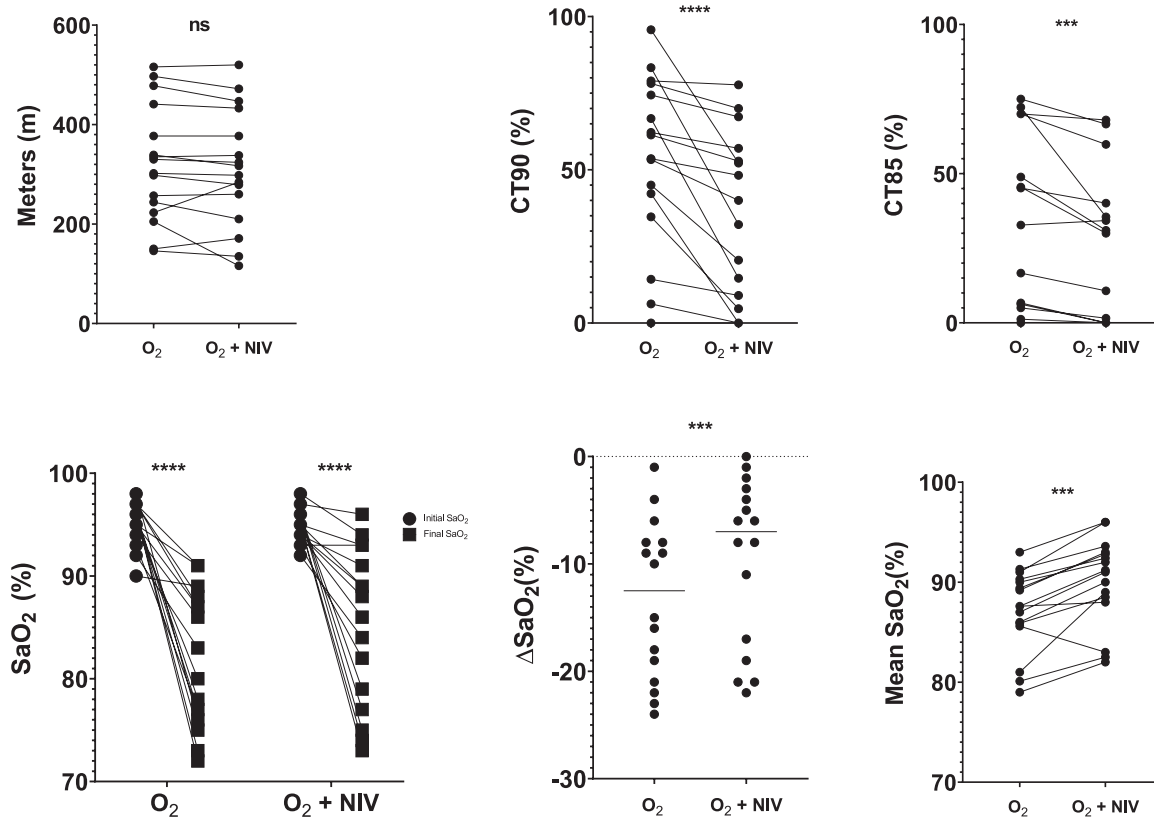 ns
Meters (m)
600
400
200
0
O₂
O₂ + NIV
****
CT90 (%)
100
50
0
O₂
O₂ + NIV
***
CT85 (%)
100
50
0
O₂
O₂ + NIV
****
****
SaO₂ (%)
100
90
80
70
O₂
O₂ + NIV
Initial SaO₂
Final SaO₂
***
ΔSaO₂(%)
0
-10
-20
-30
O₂
O₂ + NIV
***
Mean SaO₂(%)
100
90
80
70
O₂
O₂ + NIV